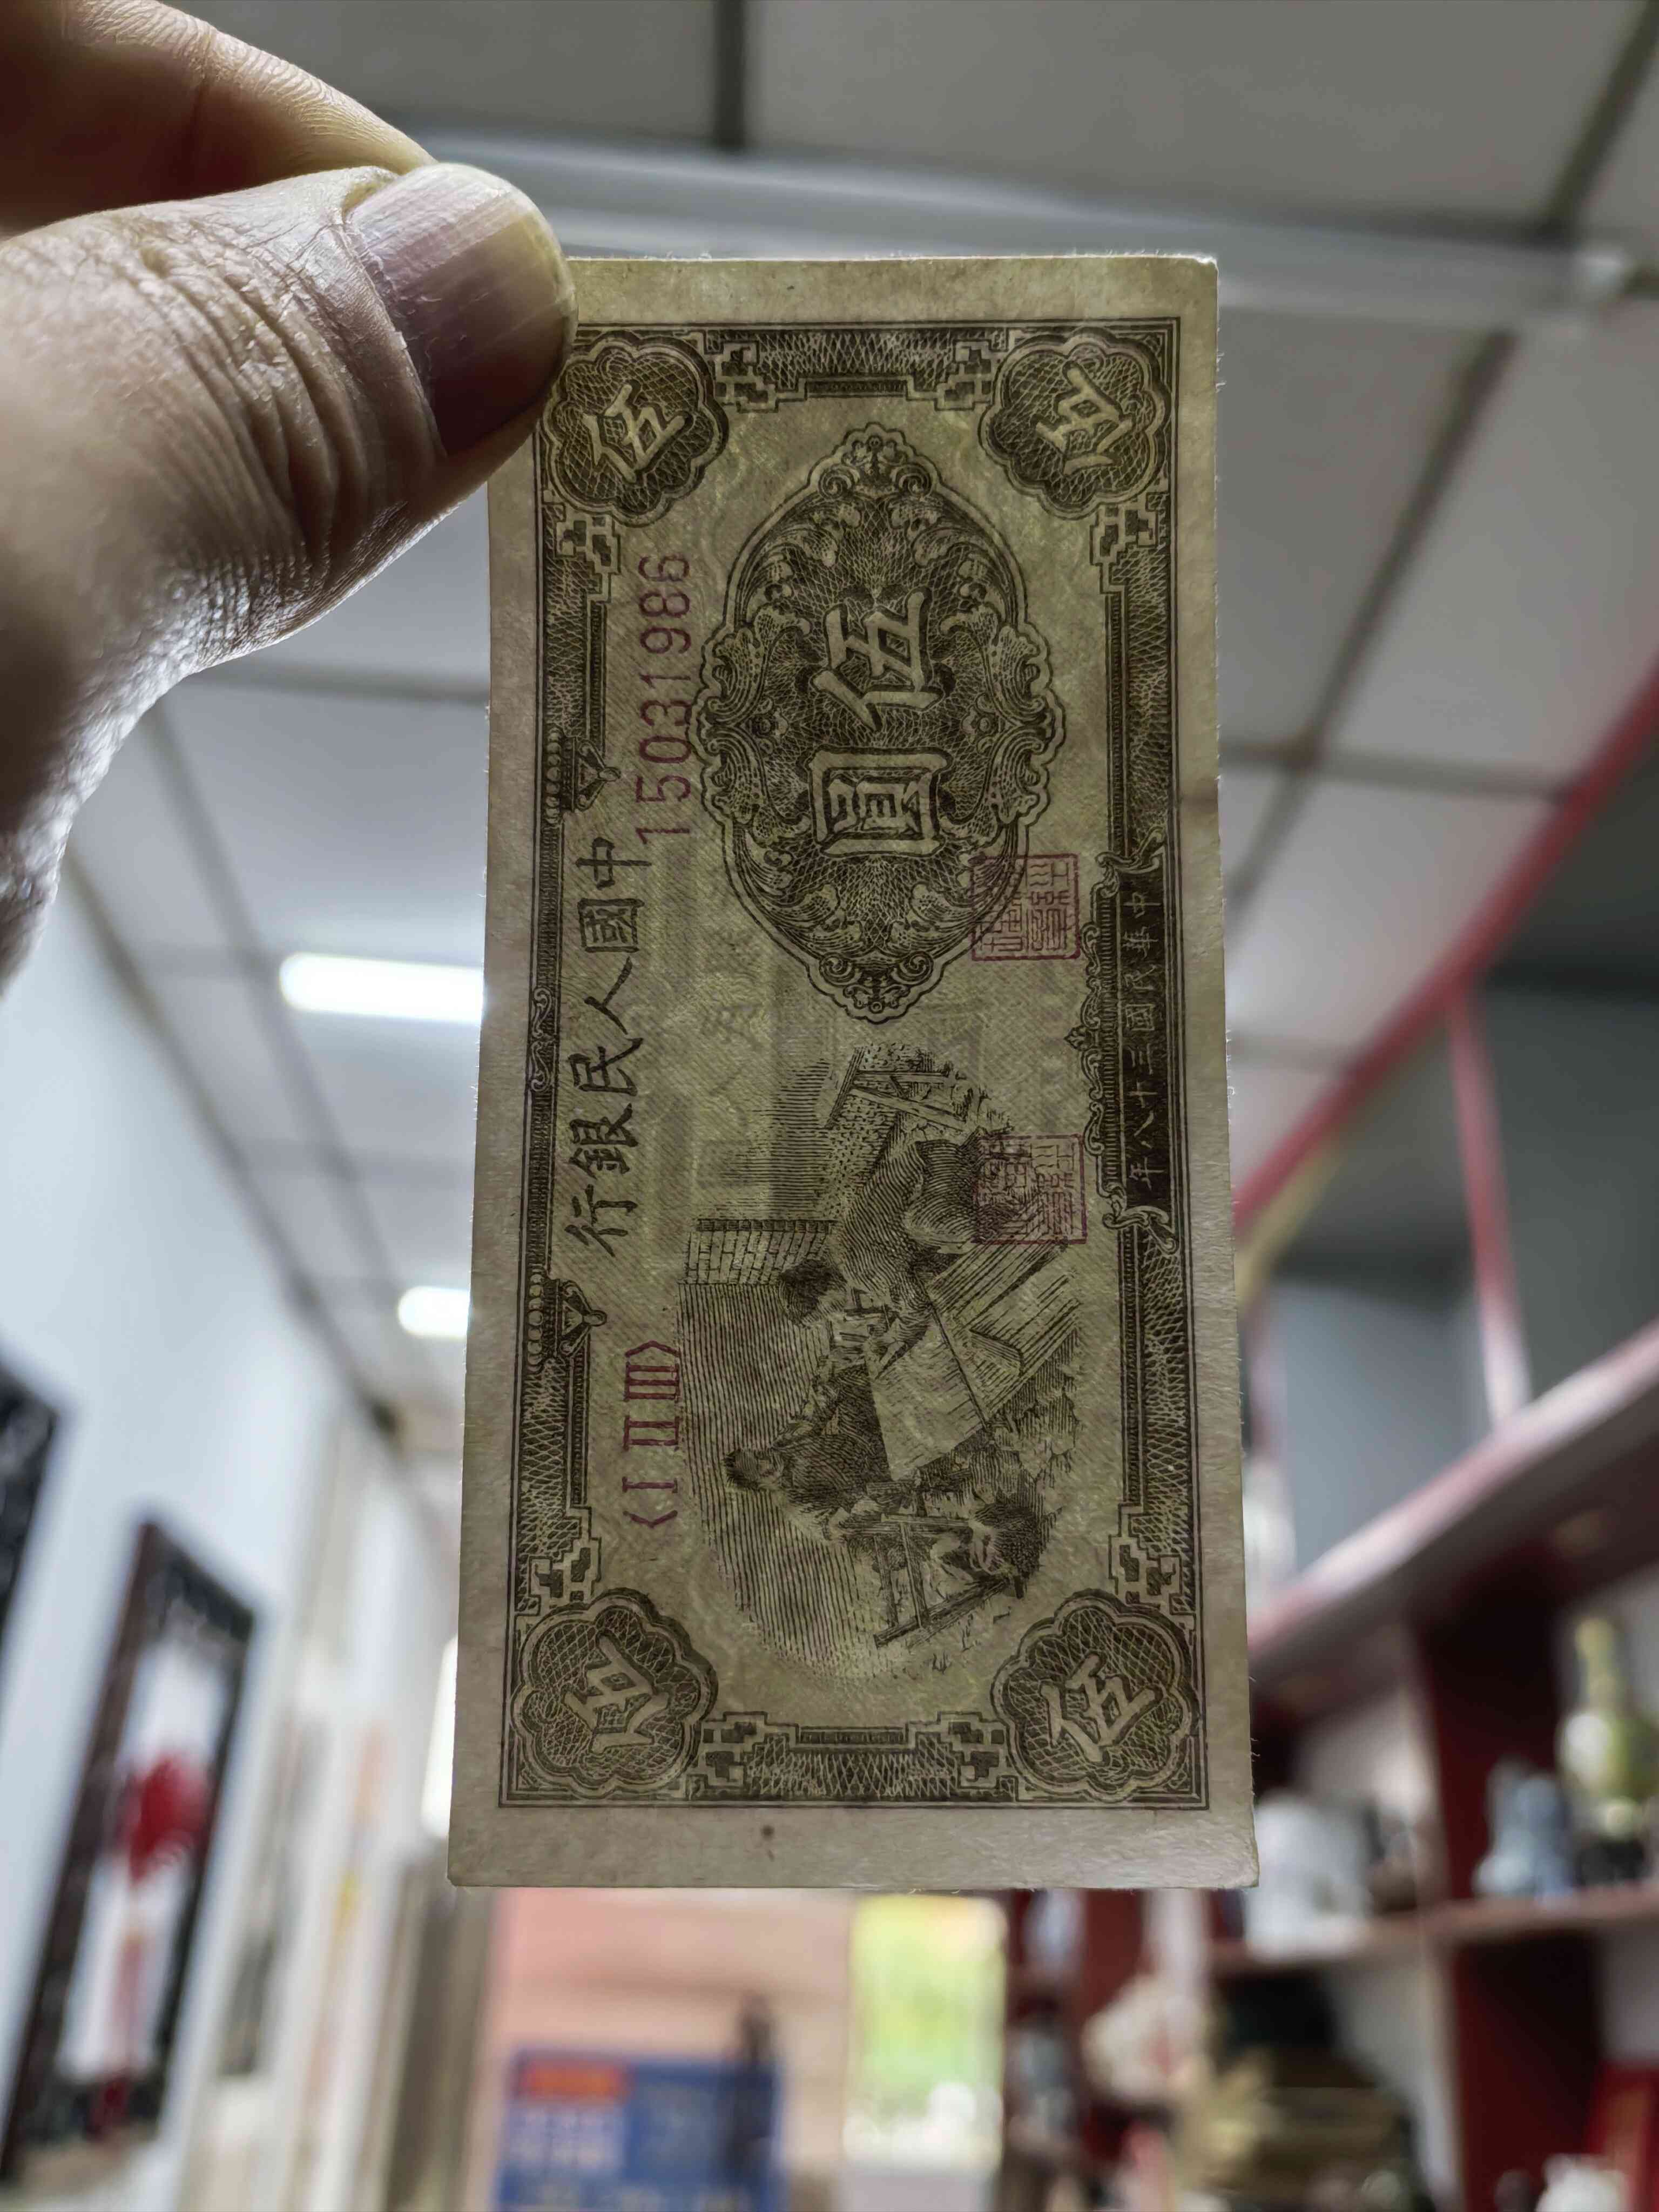 中國人民銀行
〈I II III〉
15031986
伍圓
伍
伍
伍
伍
中華民國三十八年